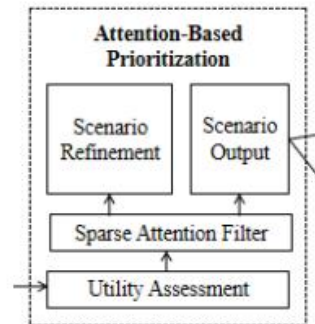 Attention-Based
Prioritization
Scenario
Refinement
Scenario
Output
Sparse Attention Filter
Utility Assessment